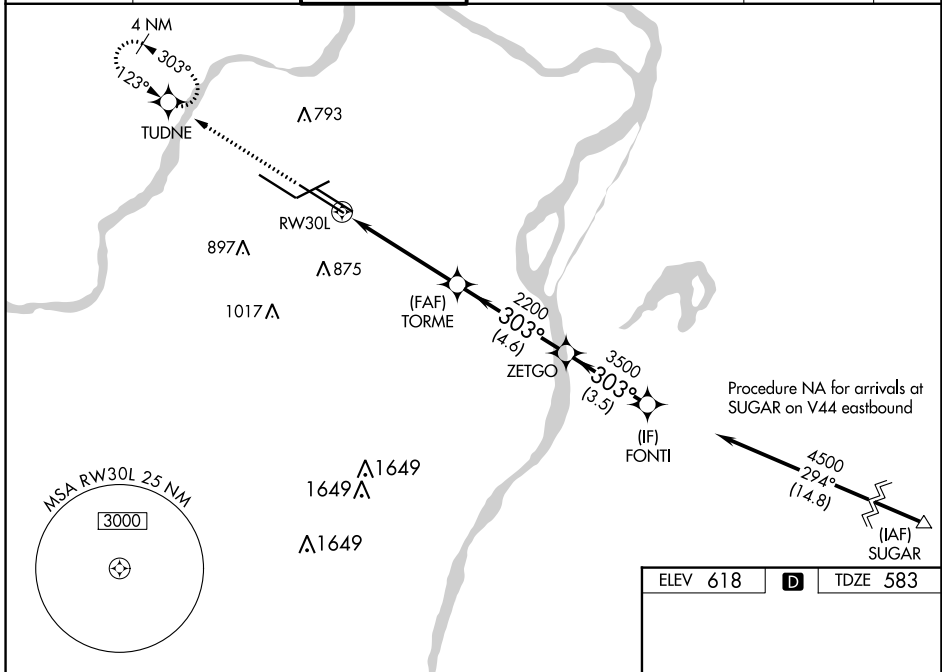 4 NM
303°
123°
TUDNE
793
RW30L
897
875
1017
(FAF)
TORME
2200
303°
(4.6)
ZETGO
3500
303°
(3.5)
(IF)
FONTI
Procedure NA for arrivals at
SUGAR on V44 eastbound
4500
294°
(14.8)
(IAF)
SUGAR
1649
1649
1649
MSA RW30L 25 NM
3000
ELEV 618 D TDZE 583